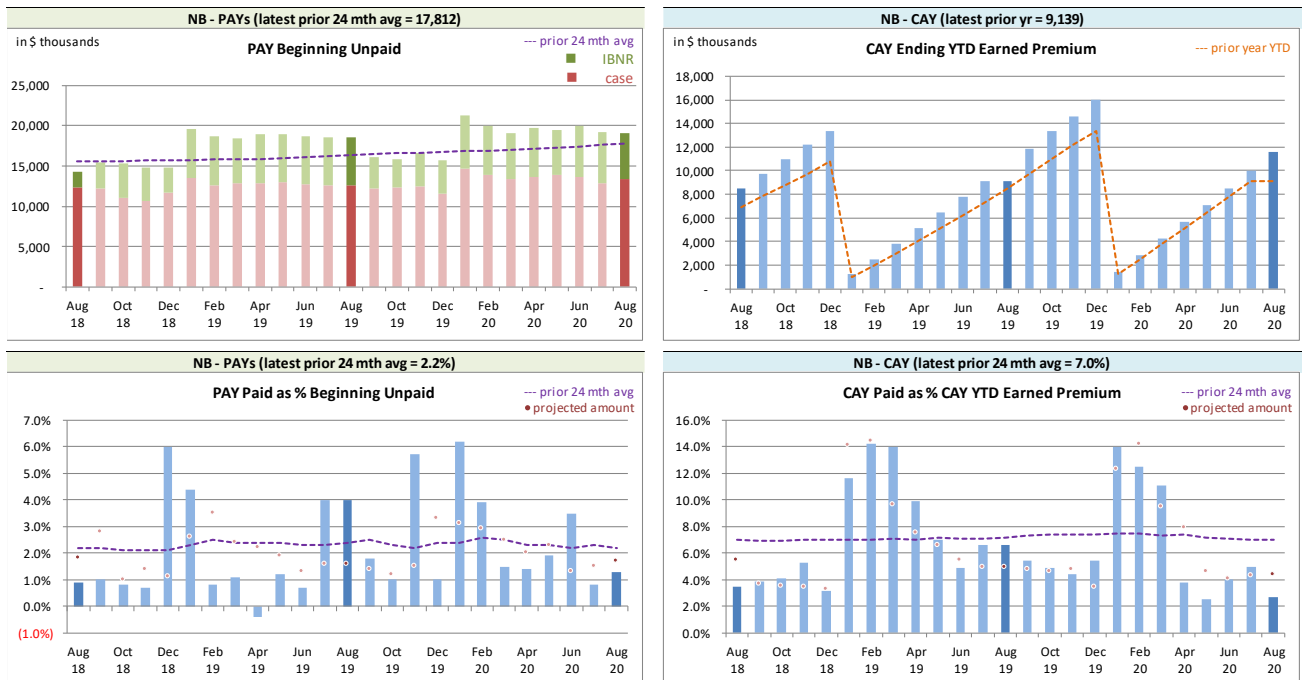 NB - PAYs (latest prior 24 mth avg = 17,812)
in $ thousands
PAY Beginning Unpaid
--- prior 24 mth avg
IBNR
case
25,000
20,000
15,000
10,000
5,000
-
Aug Oct Dec Feb Apr Jun Aug Oct Dec Feb Apr Jun Aug
18 18 18 19 19 19 19 19 19 20 20 20 20
NB - CAY (latest prior yr = 9,139)
in $ thousands
CAY Ending YTD Earned Premium
--- prior year YTD
18,000
16,000
14,000
12,000
10,000
8,000
6,000
4,000
2,000
-
Aug Oct Dec Feb Apr Jun Aug Oct Dec Feb Apr Jun Aug
18 18 18 19 19 19 19 19 19 20 20 20 20
NB - PAYs (latest prior 24 mth avg = 2.2%)
PAY Paid as % Beginning Unpaid
--- prior 24 mth avg
• projected amount
7.0%
6.0%
5.0%
4.0%
3.0%
2.0%
1.0%
0.0%
(1.0%)
Aug Oct Dec Feb Apr Jun Aug Oct Dec Feb Apr Jun Aug
18 18 18 19 19 19 19 19 19 20 20 20 20
NB - CAY (latest prior 24 mth avg = 7.0%)
CAY Paid as % CAY YTD Earned Premium
--- prior 24 mth avg
• projected amount
16.0%
14.0%
12.0%
10.0%
8.0%
6.0%
4.0%
2.0%
0.0%
Aug Oct Dec Feb Apr Jun Aug Oct Dec Feb Apr Jun Aug
18 18 18 19 19 19 19 19 19 20 20 20 20